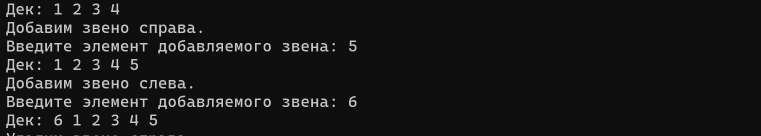 Дек: 1 2 3 4
Добавим звено справа.
Введите элемент добавляемого звена: 5
Дек: 1 2 3 4 5
Добавим звено слева.
Введите элемент добавляемого звена: 6
Дек: 6 1 2 3 4 5